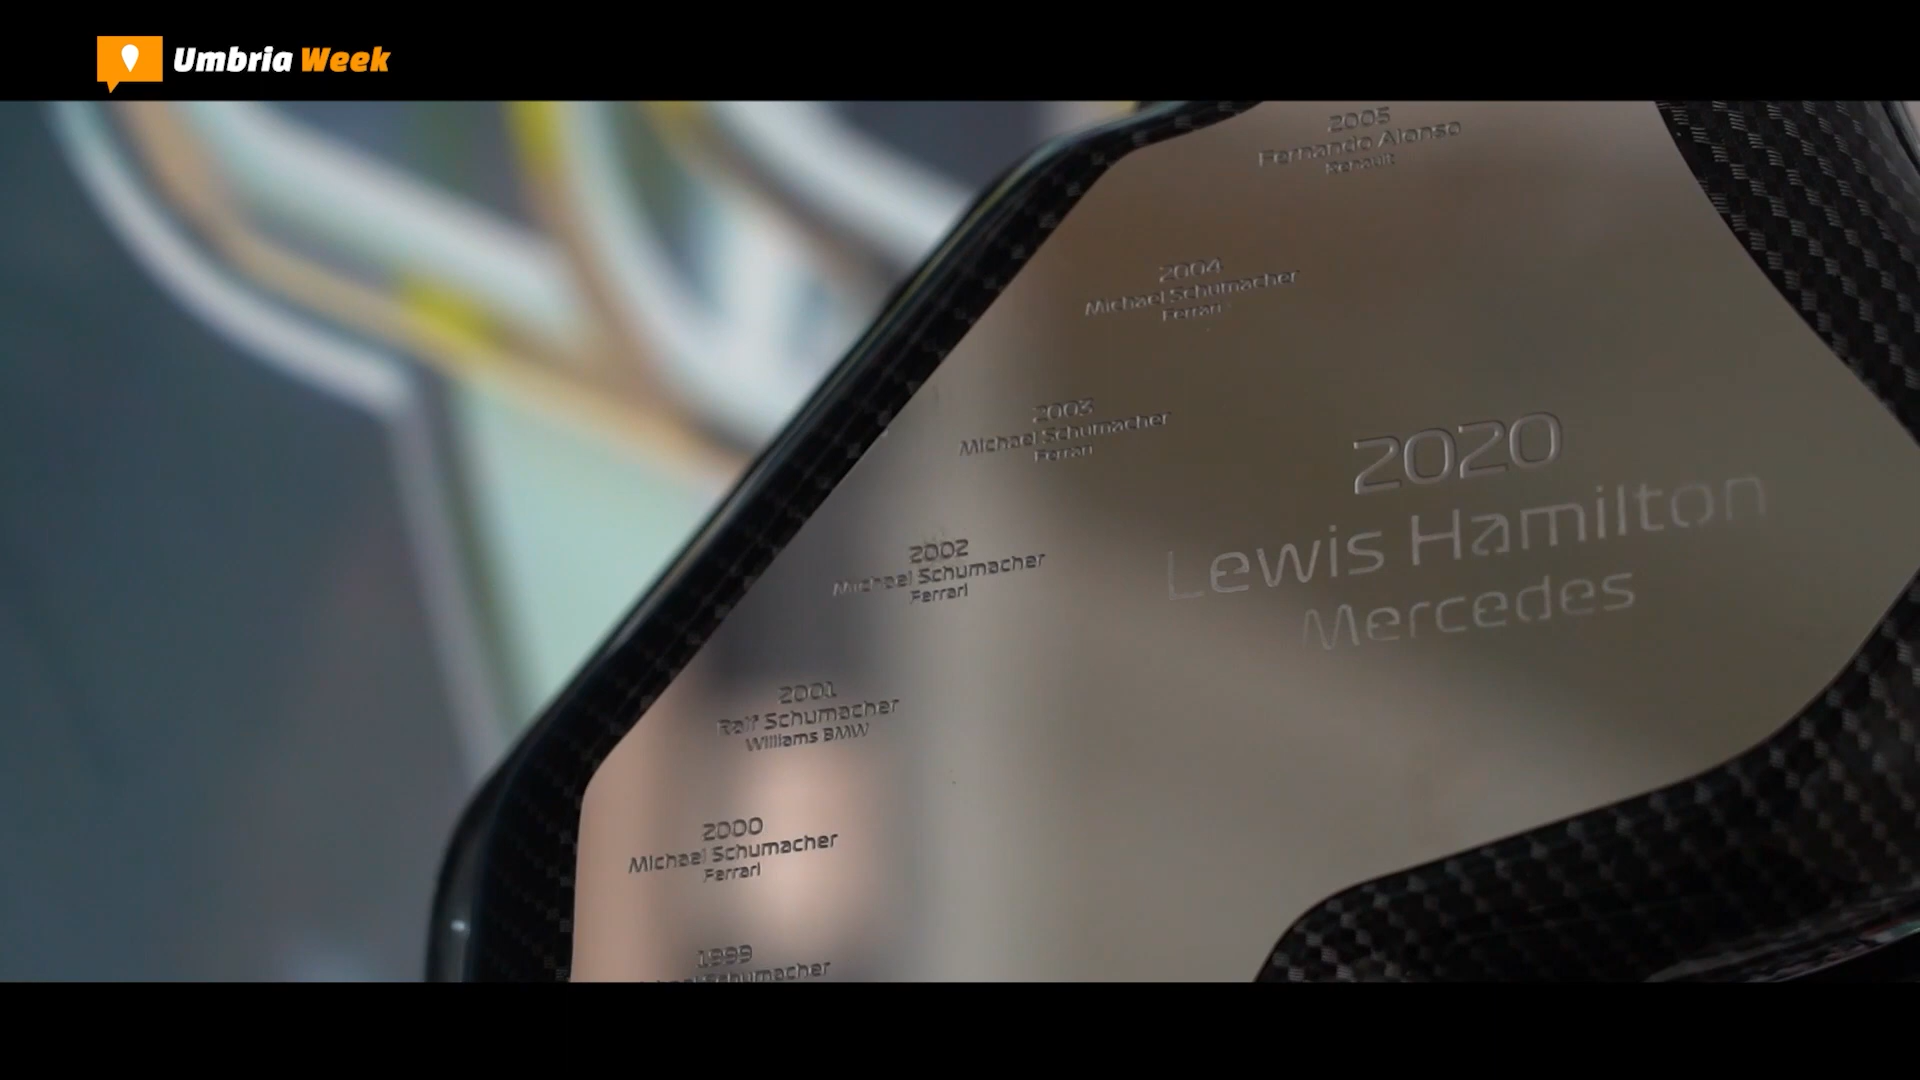 Umbria Week
2005
Fernando Alonso
Renault
2004
Michael Schumacher
Ferrari
2003
Michael Schumacher
Ferrari
2020
Lewis Hamilton
Mercedes
2002
Michael Schumacher
Ferrari
2001
Ralf Schumacher
Williams BMW
2000
Michael Schumacher
Ferrari
1999
Schumacher